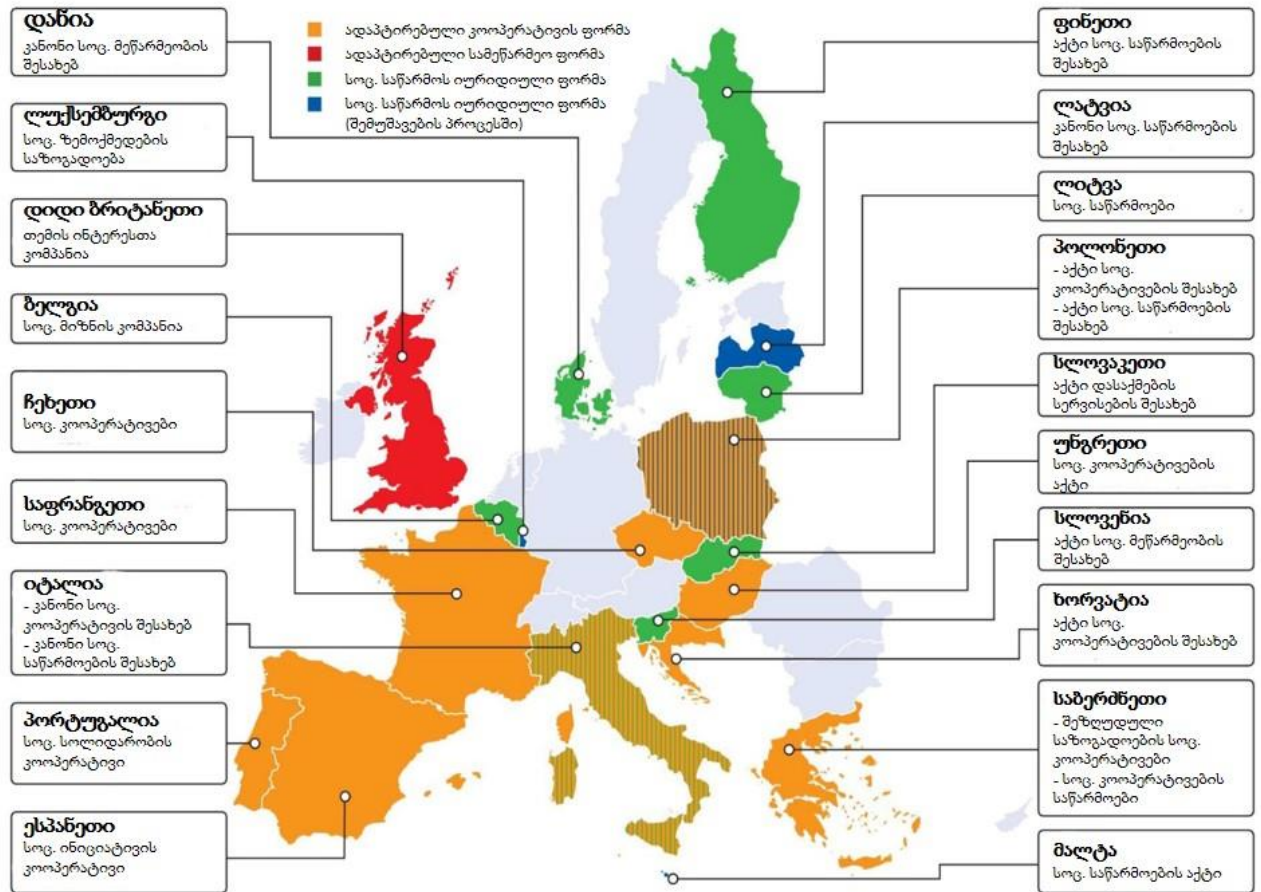 დანია
კანონი სოც. მეწარმეობის
შესახებ
ლუქსემბურგი
სოც. ზემოქმედების
საზოგადოება
დიდი ბრიტანეთი
თემის ინტერესთა
კომპანია
ბელგია
სოც. მიზნის კომპანია
ჩეხეთი
სოც. კოოპერატივები
საფრანგეთი
სოც. კოოპერატივები
იტალია
- კანონი სოც.
კოოპერატივის შესახებ
- კანონი სოც.
საწარმოების შესახებ
პორტუგალია
სოც. სოლიდარობის
კოოპერატივი
ესპანეთი
სოც. ინიციატივის
კოოპერატივი
ადაპტირებული კოოპერატივის ფორმა
ადაპტირებული სამეწარმეო ფორმა
სოც. საწარმოს იურიდიული ფორმა
სოც. საწარმოს იურიდიული ფორმა
(შემუშავების პროცესში)
ფინეთი
აქტი სოც. საწარმოების
შესახებ
ლატვია
კანონი სოც. საწარმოების
შესახებ
ლიტვა
სოც. საწარმოები
პოლონეთი
- აქტი სოც.
კოოპერატივების შესახებ
- აქტი სოც. საწარმოების
შესახებ
სლოვაკეთი
აქტი დასაქმების
სერვისების შესახებ
უნგრეთი
სოც. კოოპერატივების
აქტი
სლოვენია
აქტი სოც. მეწარმეობის
შესახებ
ხორვატია
აქტი სოც.
კოოპერატივების შესახებ
საბერძნეთი
- შეზღუდული
საზოგადოების სოც.
კოოპერატივები
- სოც. კოოპერატივების
საწარმოები
მალტა
სოც. საწარმოების აქტი